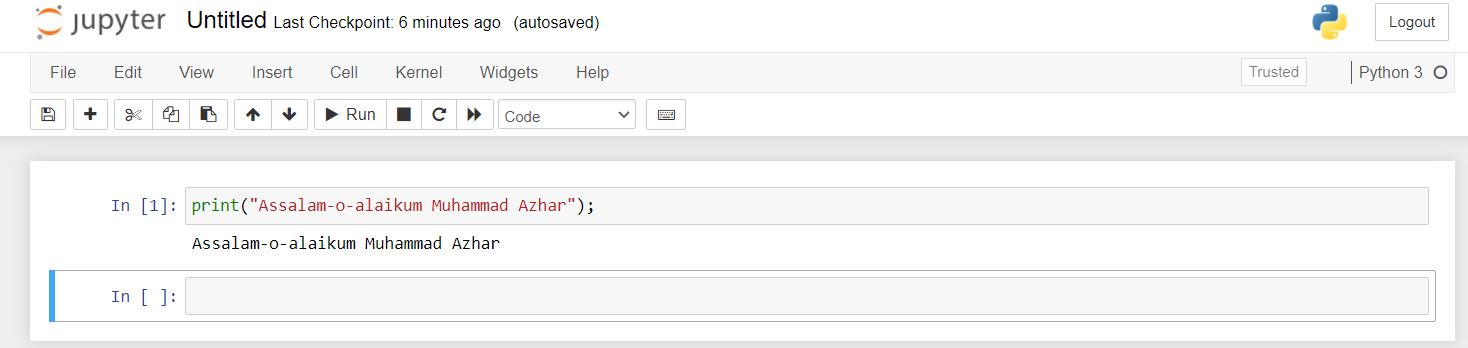 jupyter Untitled Last Checkpoint: 6 minutes ago (autosaved) Logout
File Edit View Insert Cell Kernel Widgets Help Trusted Python 3
Run Code
In [1]: print("Assalam-o-alaikum Muhammad Azhar");
Assalam-o-alaikum Muhammad Azhar
In [ ]: